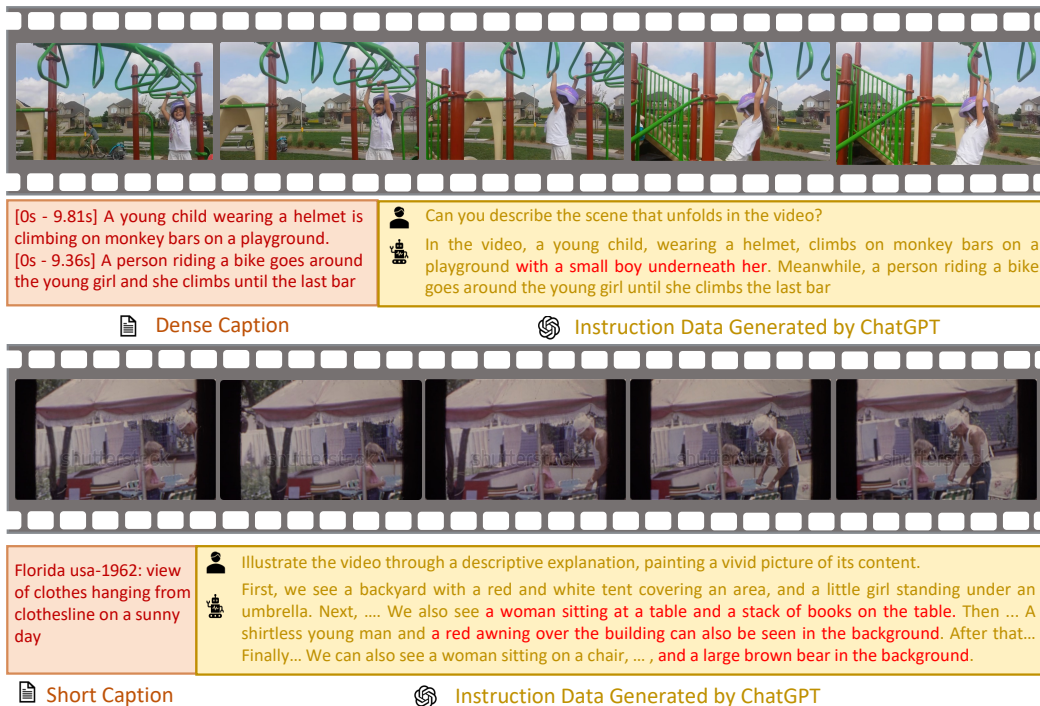 [0s - 9.81s] A young child wearing a helmet is
climbing on monkey bars on a playground.
[0s - 9.36s] A person riding a bike goes around
the young girl and she climbs until the last bar
Can you describe the scene that unfolds in the video?
In the video, a young child, wearing a helmet, climbs on monkey bars on a
playground with a small boy underneath her. Meanwhile, a person riding a bike
goes around the young girl until she climbs the last bar
Dense Caption
Instruction Data Generated by ChatGPT
shutterstock
shutterstock
shutterstock
shutterstock
shutterstock
Florida usa-1962: view
of clothes hanging from
clothesline on a sunny
day
Illustrate the video through a descriptive explanation, painting a vivid picture of its content.
First, we see a backyard with a red and white tent covering an area, and a little girl standing under an
umbrella. Next, .... We also see a woman sitting at a table and a stack of books on the table. Then ... A
shirtless young man and a red awning over the building can also be seen in the background. After that...
Finally... We can also see a woman sitting on a chair, ... , and a large brown bear in the background.
Short Caption
Instruction Data Generated by ChatGPT